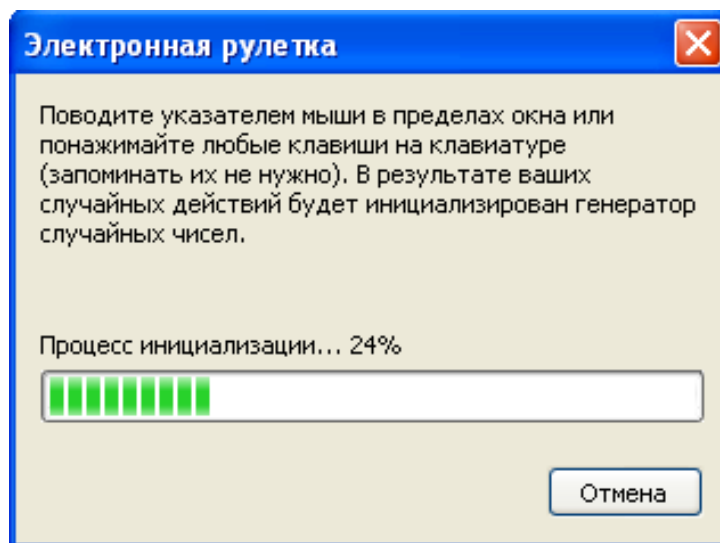 Электронная рулетка
Поводите указателем мыши в пределах окна или
понажимайте любые клавиши на клавиатуре
(запоминать их не нужно). В результате ваших
случайных действий будет инициализирован генератор
случайных чисел.
Процесс инициализации... 24%
Отмена